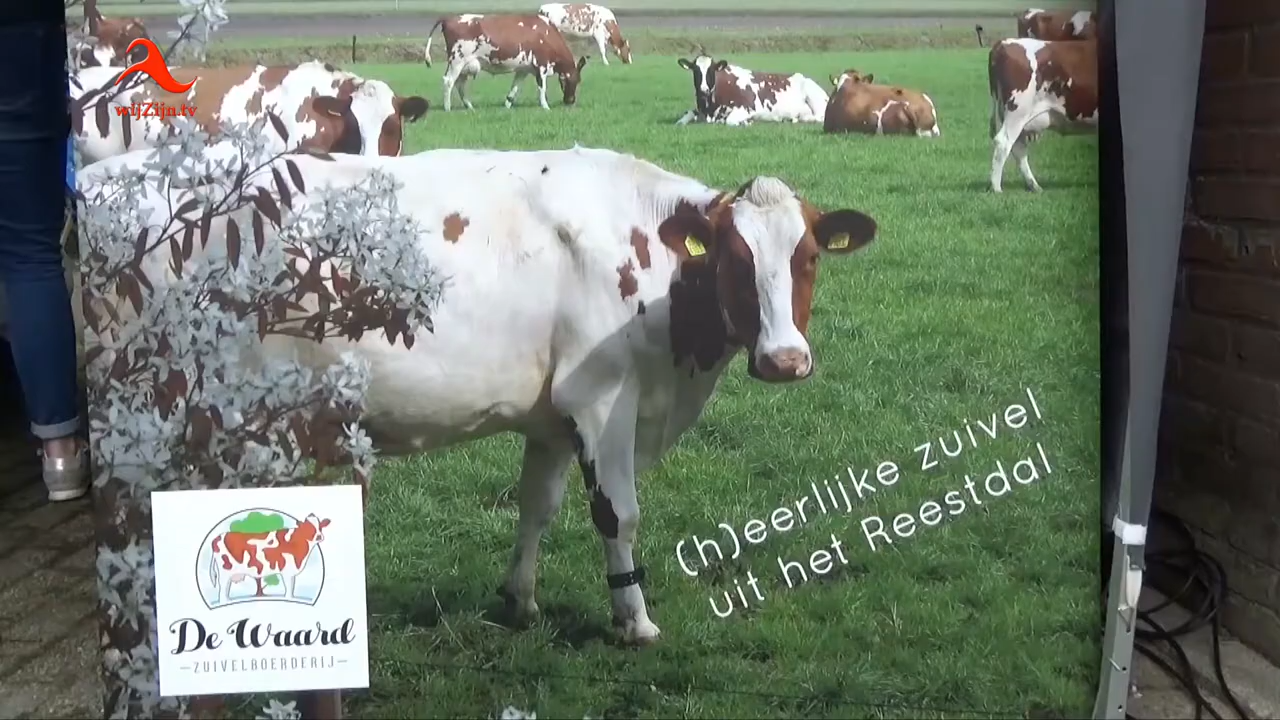 wijZijn.tv
(h)eerlijke zuivel
uit het Reestdal
De Waard
-ZUIVELBOERDERIJ-